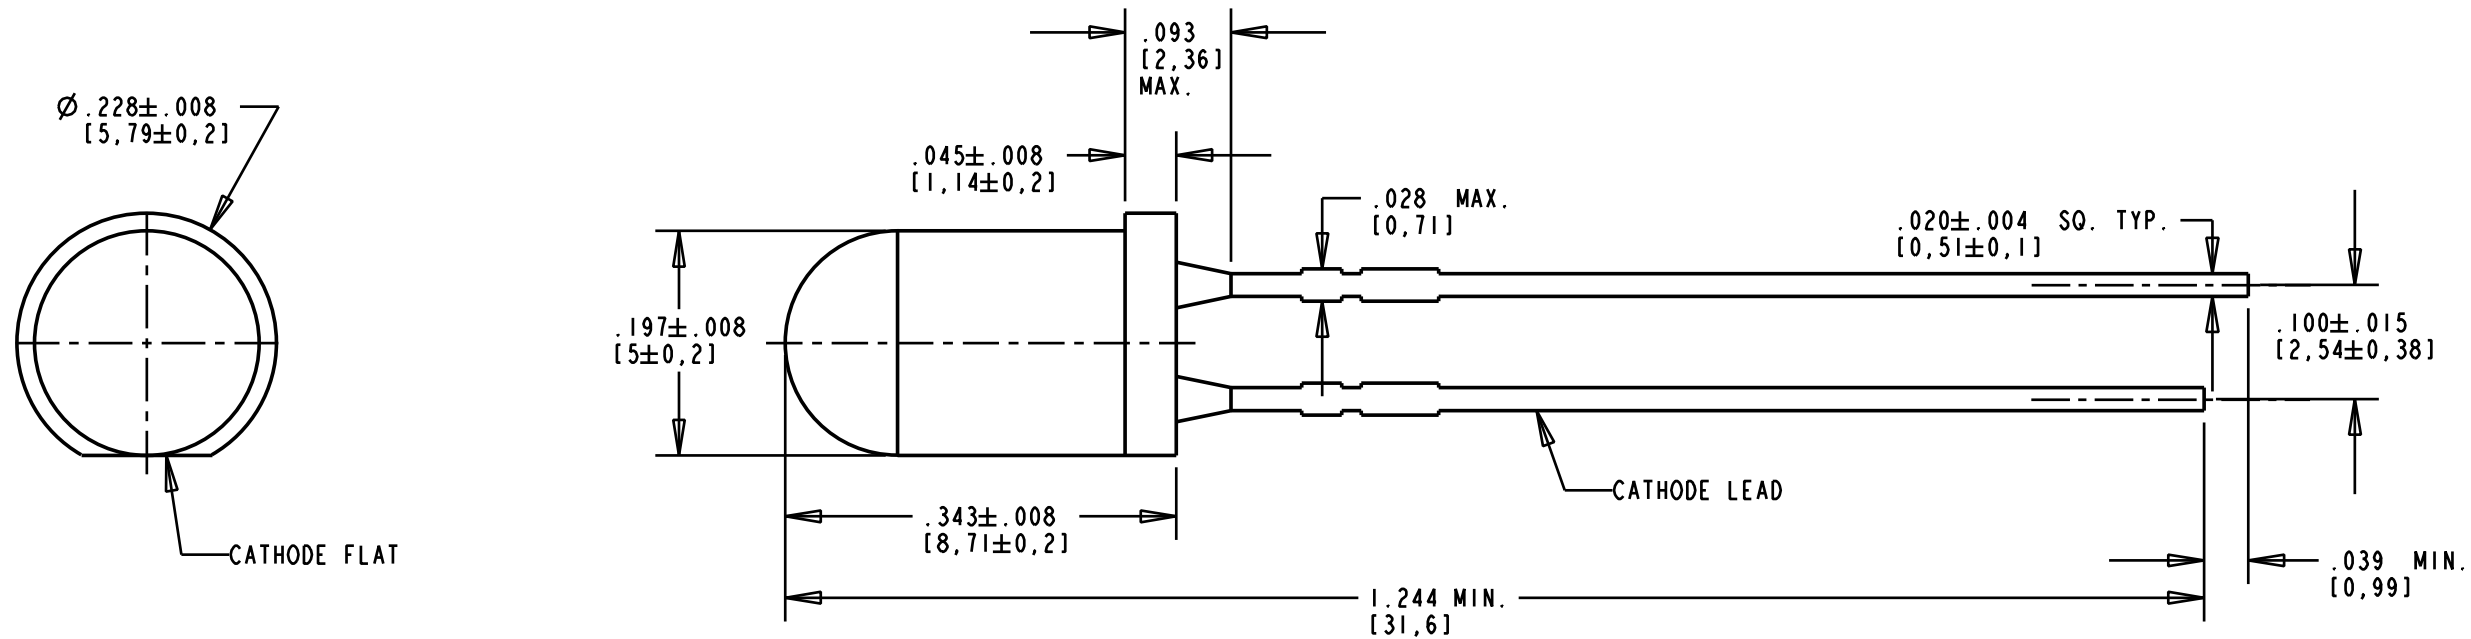 .093
[2,36]
MAX.
Ø.228±.008
[5,79±0,2]
.045±.008
[1,14±0,2]
.028 MAX.
[0,71]
.020±.004 SQ. TYP.
[0,51±0,1]
.197±.008
[5±0,2]
.100±.015
[2,54±0,38]
CATHODE LEAD
.343±.008
[8,71±0,2]
CATHODE FLAT
.039 MIN.
[0,99]
1.244 MIN.
[31,6]